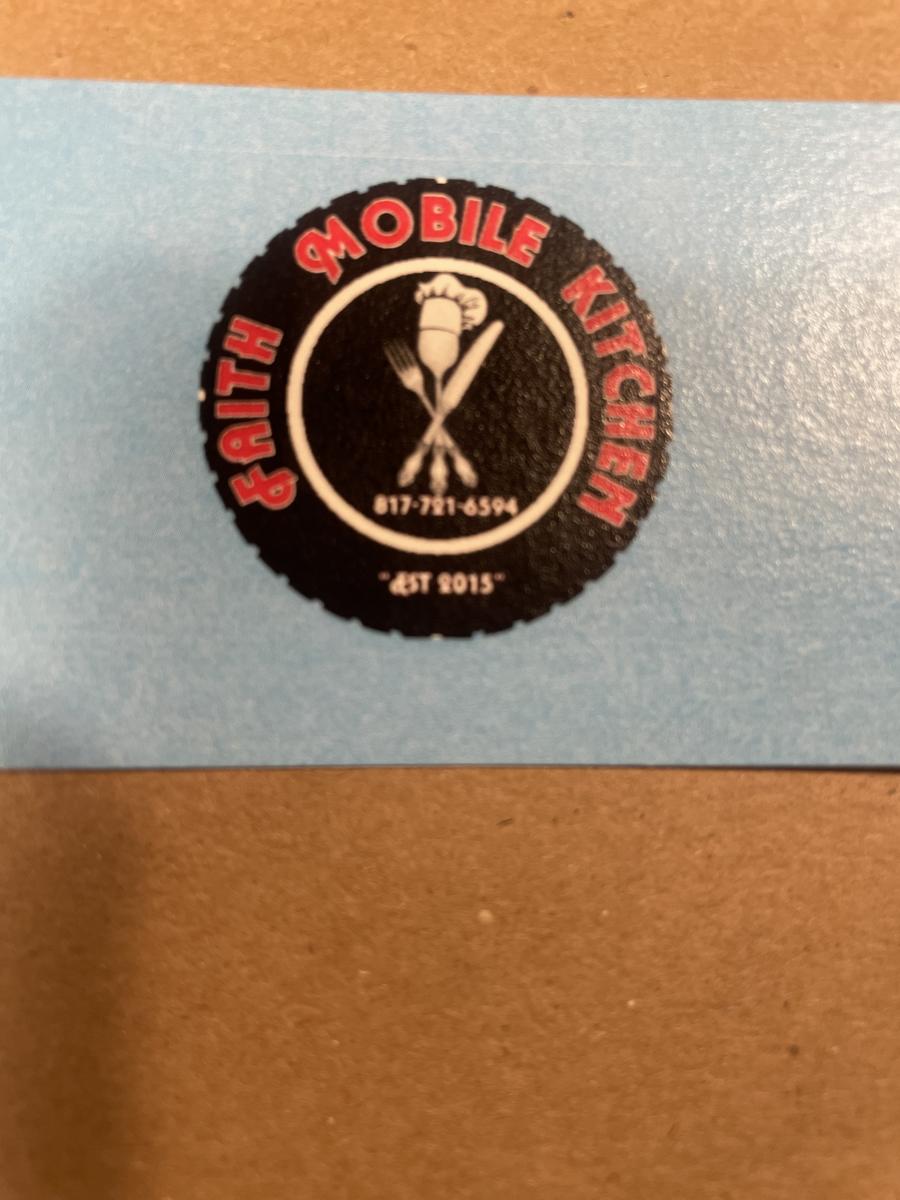 FAITH MOBILE KITCHEN
817-721-6594
"EST 2015"